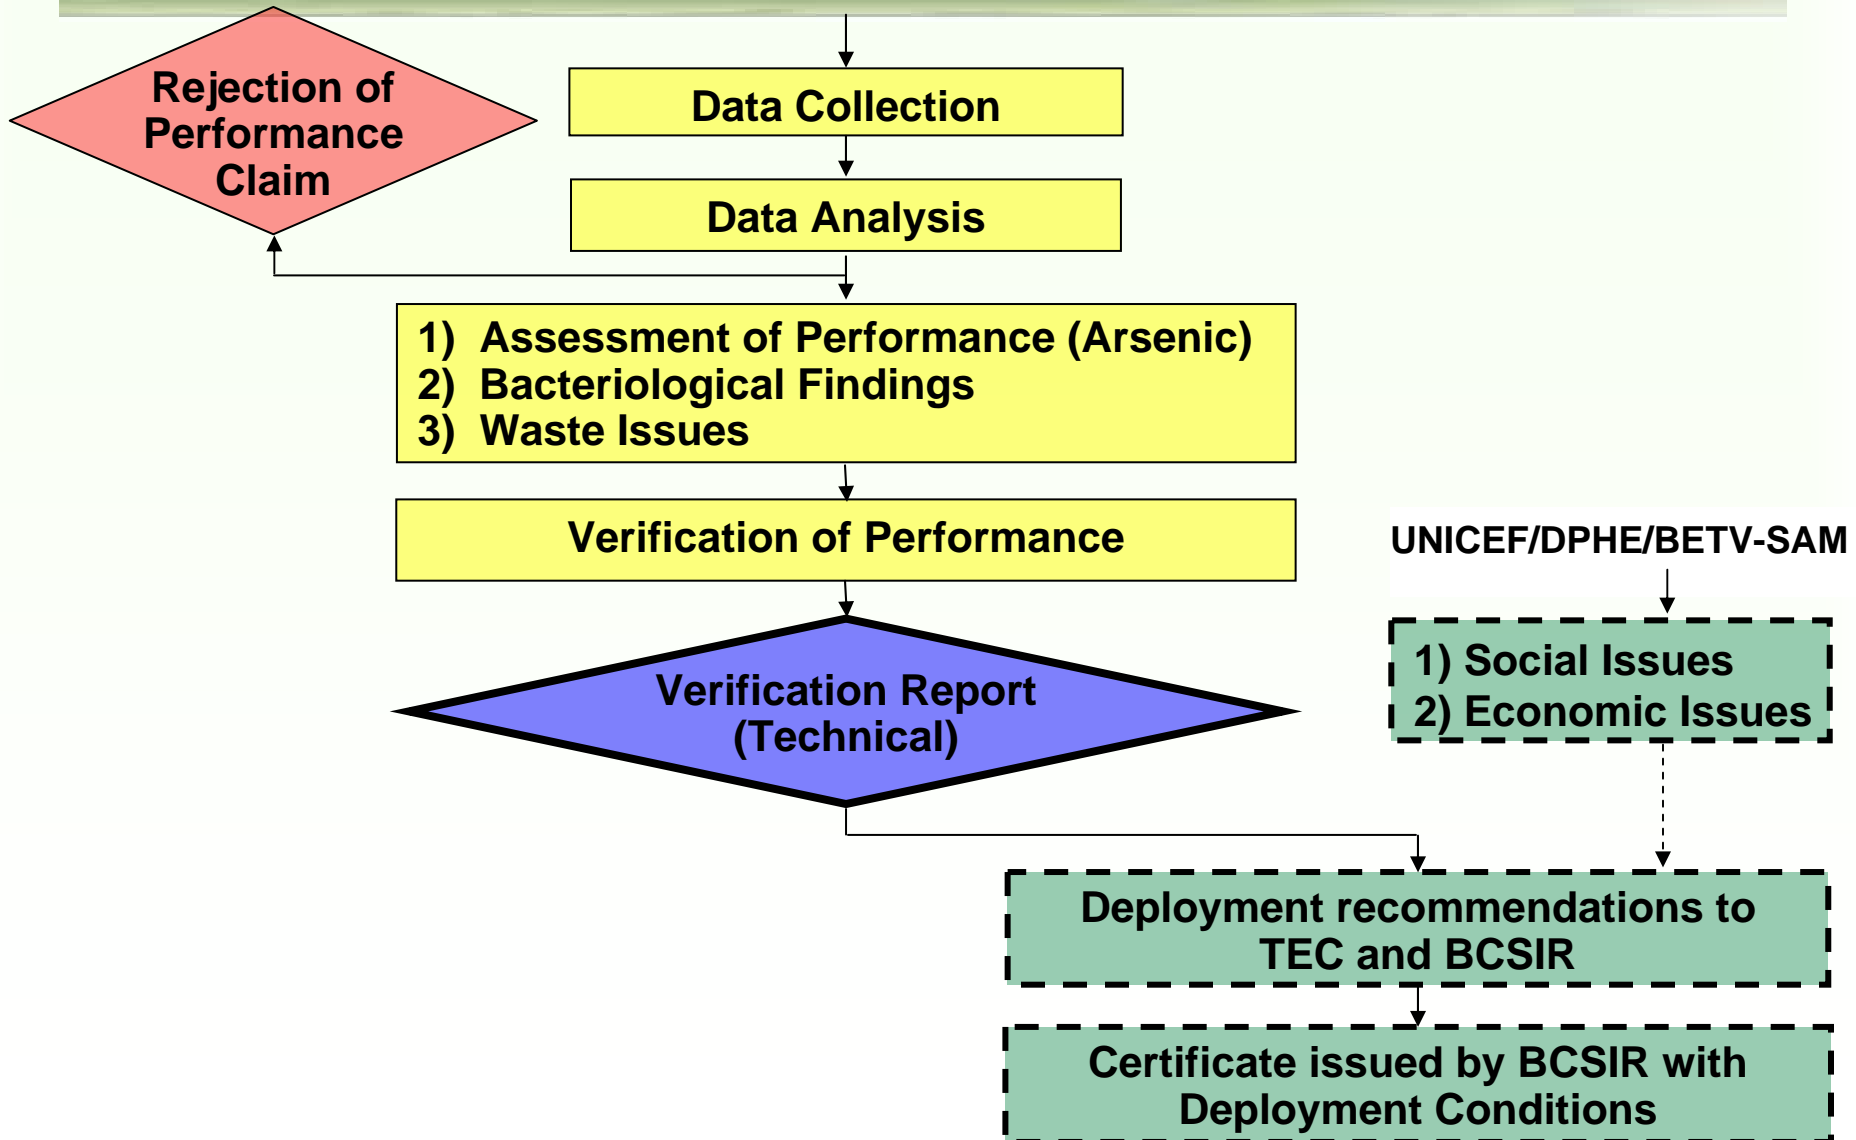 Rejection of
Performance
Claim
Data Collection
Data Analysis
1) Assessment of Performance (Arsenic)
2) Bacteriological Findings
3) Waste Issues
Verification of Performance
UNICEF/DPHE/BETV-SAM
1) Social Issues
2) Economic Issues
Verification Report
(Technical)
Deployment recommendations to
TEC and BCSIR
Certificate issued by BCSIR with
Deployment Conditions